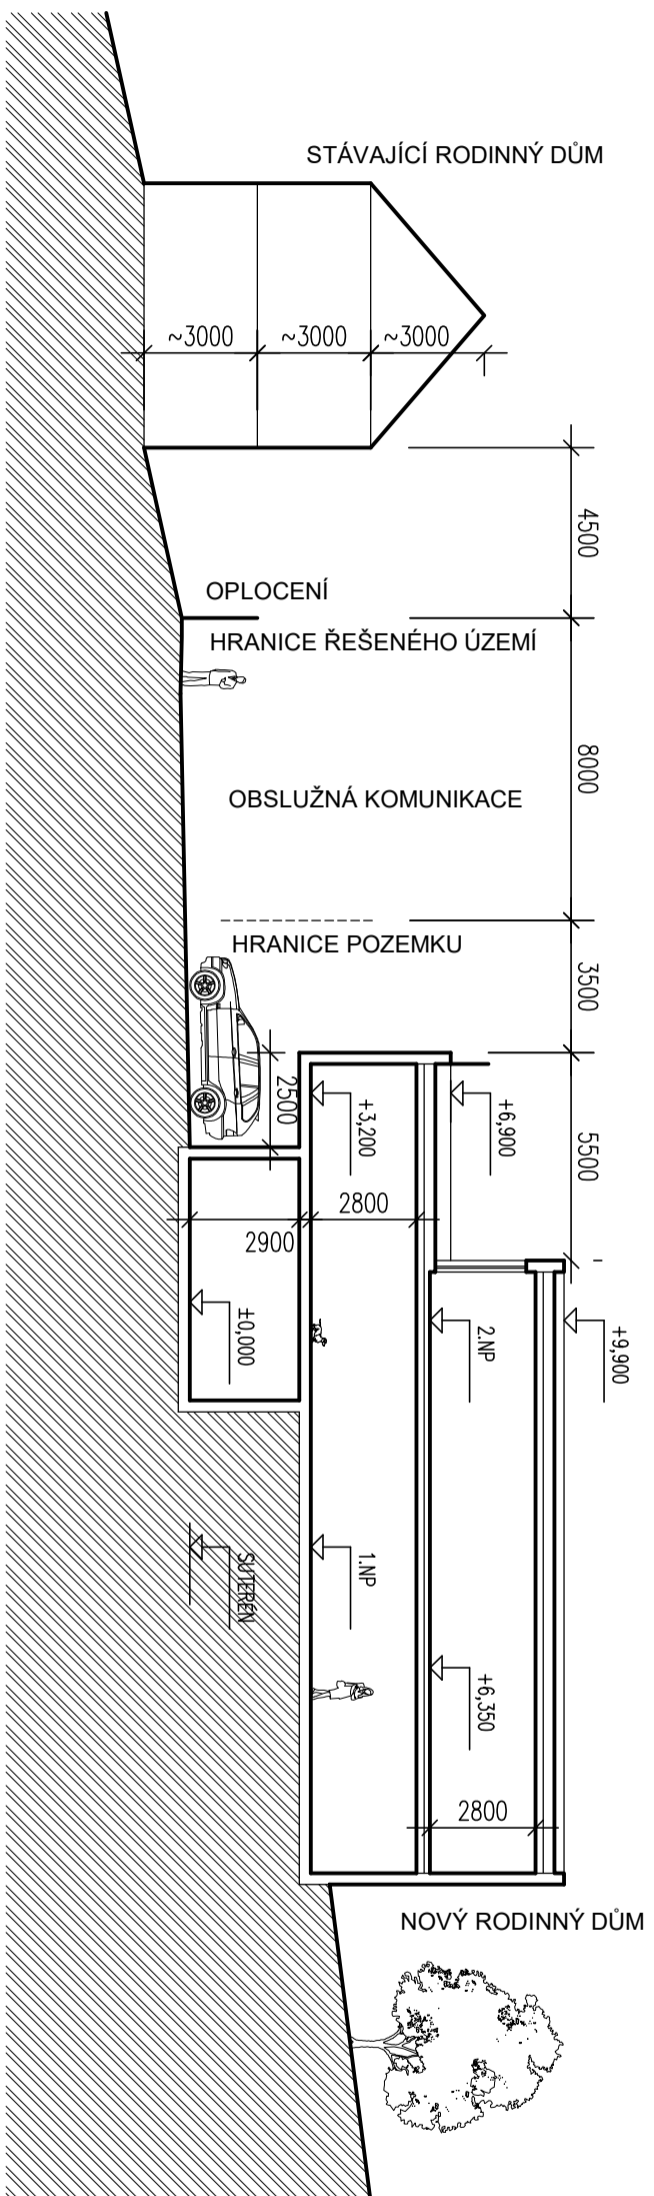 STÁVAJÍCÍ RODINNÝ DŮM
~3000
~3000
~3000
4500
OPLOCENÍ
HRANICE ŘEŠENÉHO ÚZEMÍ
8000
OBSLUŽNÁ KOMUNIKACE
HRANICE POZEMKU
3500
2500
+3,200
+6,900
5500
2800
2900
±0,000
2.NP
+9,900
SUTERÉN
1.NP
+6,350
2800
NOVÝ RODINNÝ DŮM